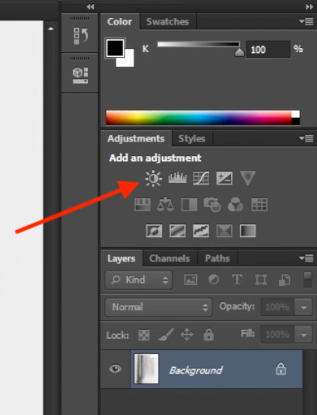 Color Swatches
K 100 %
Adjustments Styles
Add an adjustment
Layers Channels Paths
Kind T
Normal Opacity: 100%
Lock: Fill: 100%
Background